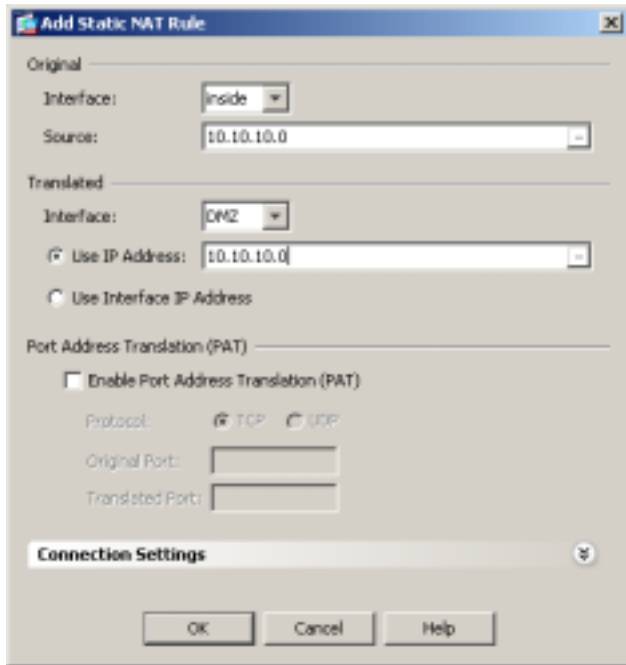 Add Static NAT Rule
Original
Interface: inside
Source: 10.10.10.0
Translated
Interface: DMZ
Use IP Address: 10.10.10.0
Use Interface IP Address
Port Address Translation (PAT)
Enable Port Address Translation (PAT)
Protocol: TCP UDP
Original Port:
Translated Port:
Connection Settings
OK Cancel Help